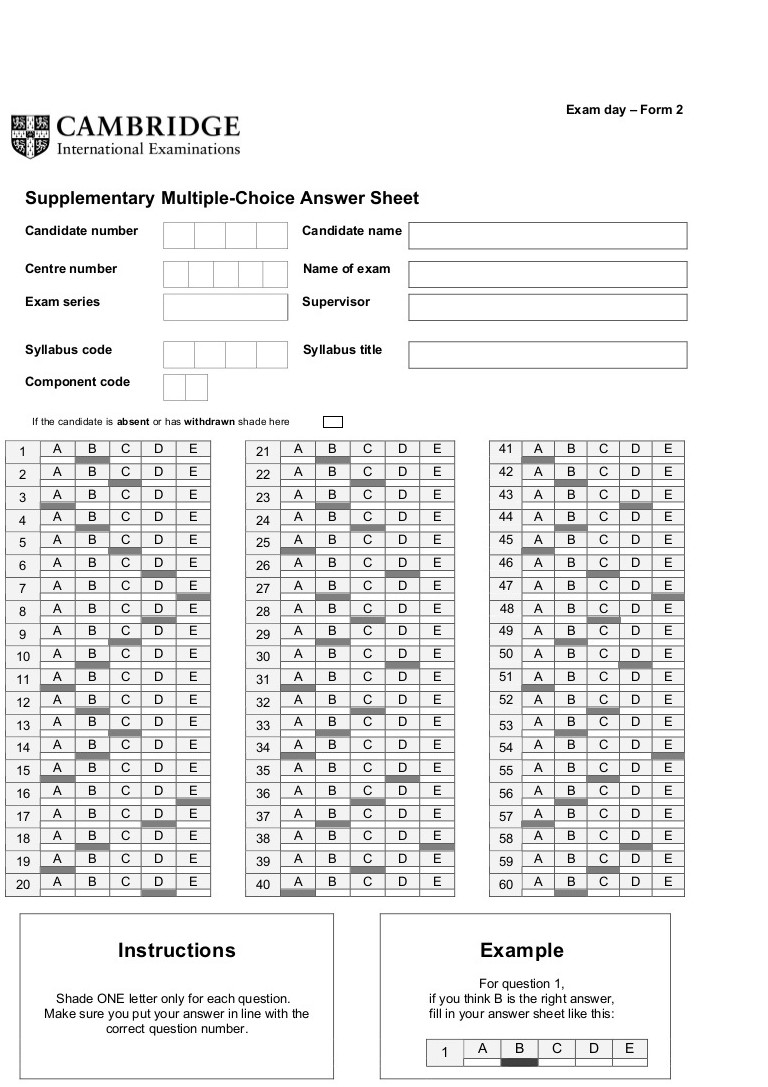 Exam day – Form 2
CAMBRIDGE
International Examinations
Supplementary Multiple-Choice Answer Sheet
Candidate number Candidate name
Centre number Name of exam
Exam series Supervisor
Syllabus code Syllabus title
Component code
If the candidate is absent or has withdrawn shade here
1 A B C D E 21 A B C D E 41 A B C D E
2 A B C D E 22 A B C D E 42 A B C D E
3 A B C D E 23 A B C D E 43 A B C D E
4 A B C D E 24 A B C D E 44 A B C D E
5 A B C D E 25 A B C D E 45 A B C D E
6 A B C D E 26 A B C D E 46 A B C D E
7 A B C D E 27 A B C D E 47 A B C D E
8 A B C D E 28 A B C D E 48 A B C D E
9 A B C D E 29 A B C D E 49 A B C D E
10 A B C D E 30 A B C D E 50 A B C D E
11 A B C D E 31 A B C D E 51 A B C D E
12 A B C D E 32 A B C D E 52 A B C D E
13 A B C D E 33 A B C D E 53 A B C D E
14 A B C D E 34 A B C D E 54 A B C D E
15 A B C D E 35 A B C D E 55 A B C D E
16 A B C D E 36 A B C D E 56 A B C D E
17 A B C D E 37 A B C D E 57 A B C D E
18 A B C D E 38 A B C D E 58 A B C D E
19 A B C D E 39 A B C D E 59 A B C D E
20 A B C D E 40 A B C D E 60 A B C D E
Instructions
Shade ONE letter only for each question.
Make sure you put your answer in line with the
correct question number.
Example
For question 1,
if you think B is the right answer,
fill in your answer sheet like this:
1 A B C D E